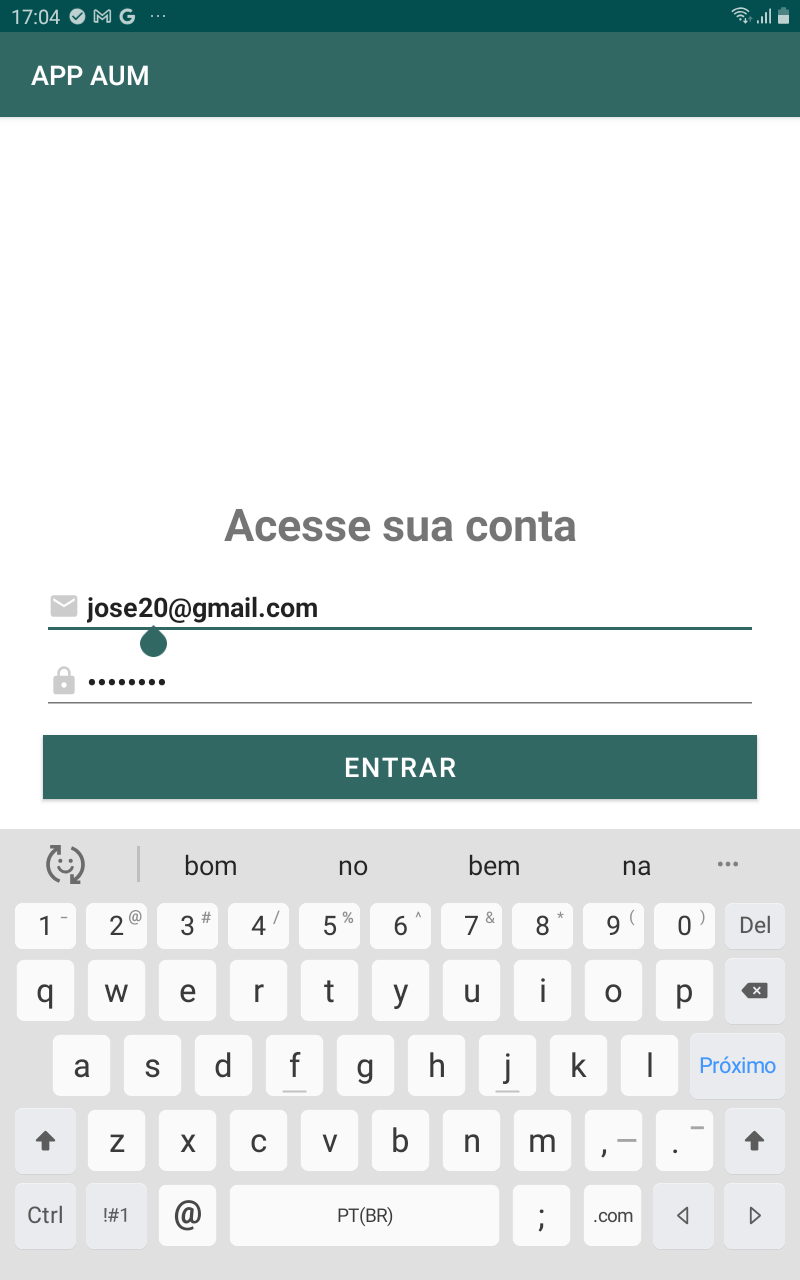 17:04
APP AUM
Acesse sua conta
jose20@gmail.com
••••••••
ENTRAR
bom no bem na
1 - 2 @ 3 # 4 / 5 % 6 ^ 7 & 8 * 9 ( 0 ) Del
q w e r t y u i o p
a s d f g h j k l Próximo
z x c v b n m , — . –
Ctrl !#1 @ PT(BR) ; .com